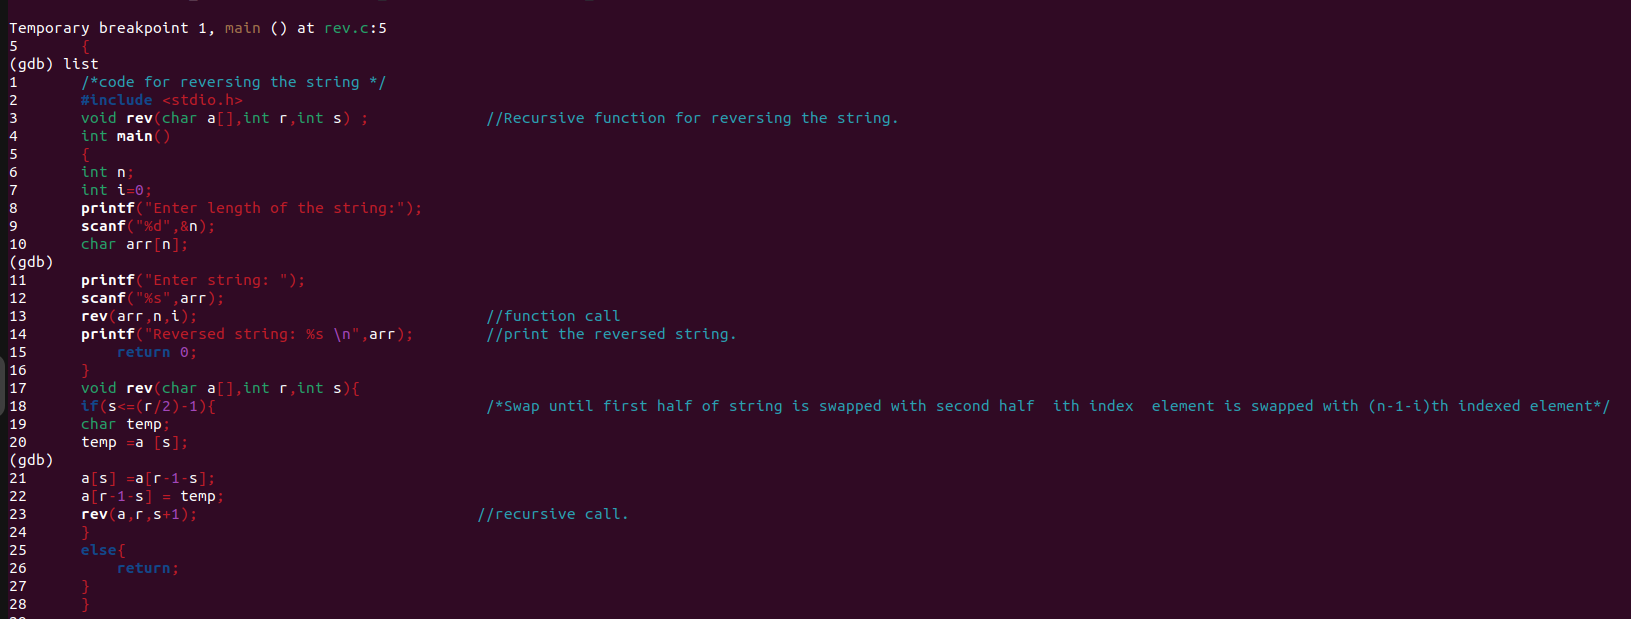 Temporary breakpoint 1, main () at rev.c:5
5       {
(gdb) list
1       /*code for reversing the string */
2       #include <stdio.h>
3       void rev(char a[],int r,int s) ;             //Recursive function for reversing the string.
4       int main()
5       {
6       int n;
7       int i=0;
8       printf("Enter length of the string:");
9       scanf("%d",&n);
10      char arr[n];
(gdb)
11      printf("Enter string: ");
12      scanf("%s",arr);
13      rev(arr,n,i);                                //function call
14      printf("Reversed string: %s \n",arr);        //print the reversed string.
15          return 0;
16      }
17      void rev(char a[],int r,int s){
18      if(s<=(r/2)-1){                              /*Swap until first half of string is swapped with second half  ith index  element is swapped with (n-1-i)th indexed element*/
19      char temp;
20      temp =a [s];
(gdb)
21      a[s] =a[r-1-s];
22      a[r-1-s] = temp;
23      rev(a,r,s+1);                               //recursive call.
24      }
25      else{
26          return;
27      }
28      }